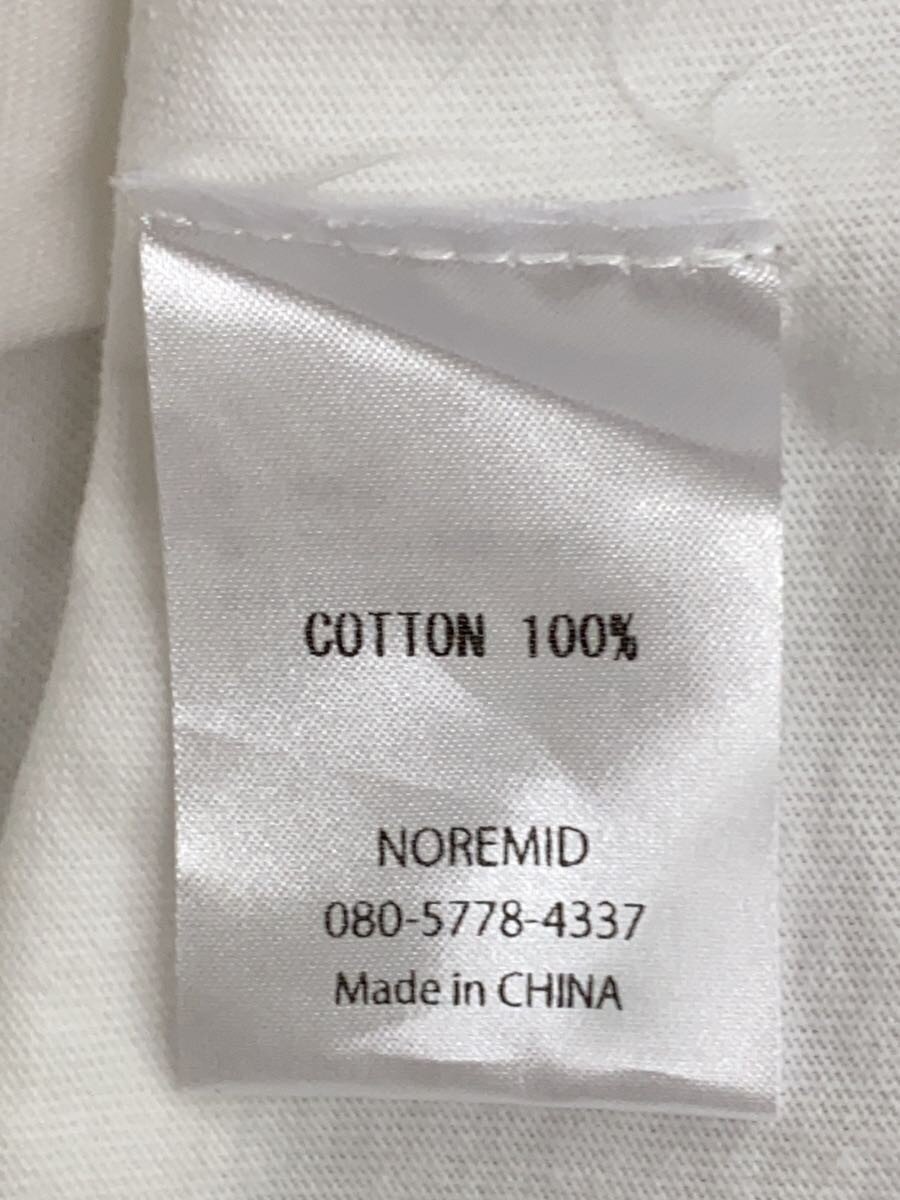 COTTON 100%
NOREMID
080-5778-4337
Made in CHINA